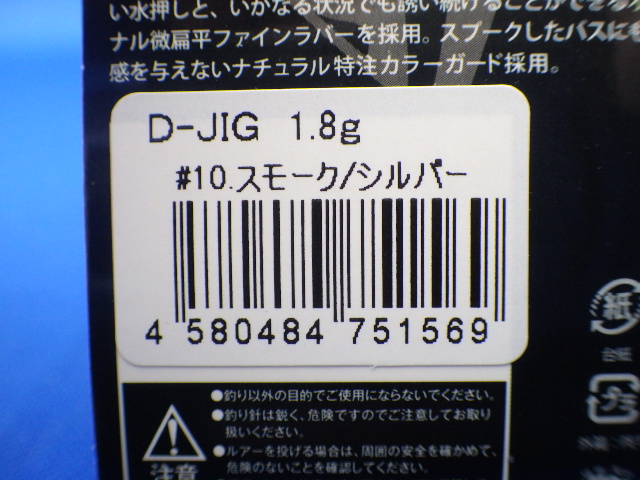 い水押しと、いかなる状況でも誘い続けることができる
ナル微扁平ファインラバーを採用。スプークしたバスにも
感を与えないナチュラル特注カラーガード採用。
D-JIG 1.8g
#10.スモーク/シルバー
4 580484 751569
●釣り以外の目的でご使用にならないでください。
●釣り針は鋭く、危険ですのでご注意してお取り
扱いください。
●ルアーを投げる場合は、周囲の安全を確かめて、
危険のないことを確認してください。
注意
紙
台紙
プラ